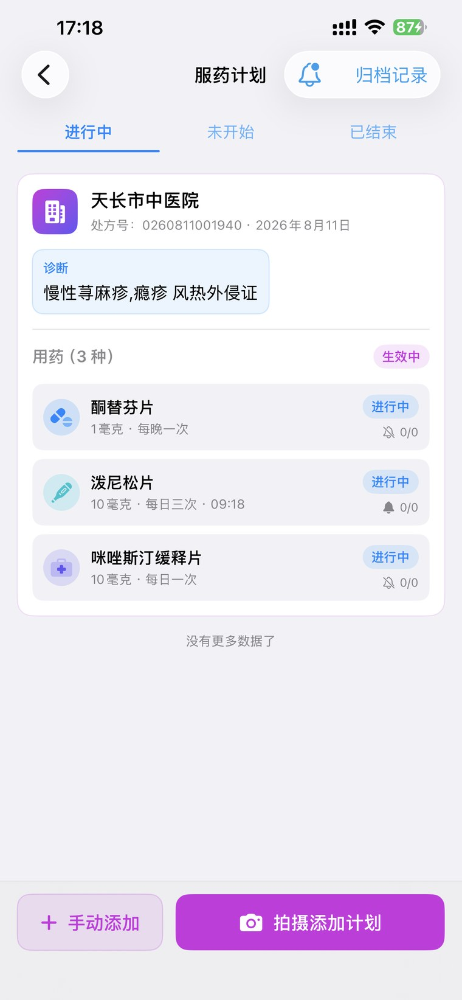 17:18
87
服药计划
归档记录
进行中
未开始
已结束
天长市中医院
处方号：0260811001940 · 2026年8月11日
诊断
慢性荨麻疹,瘾疹 风热外侵证
用药（3 种）
生效中
酮替芬片
进行中
1毫克 · 每晚一次
0/0
泼尼松片
进行中
10毫克 · 每日三次 · 09:18
0/0
咪唑斯汀缓释片
进行中
10毫克 · 每日一次
0/0
没有更多数据了
手动添加
拍摄添加计划